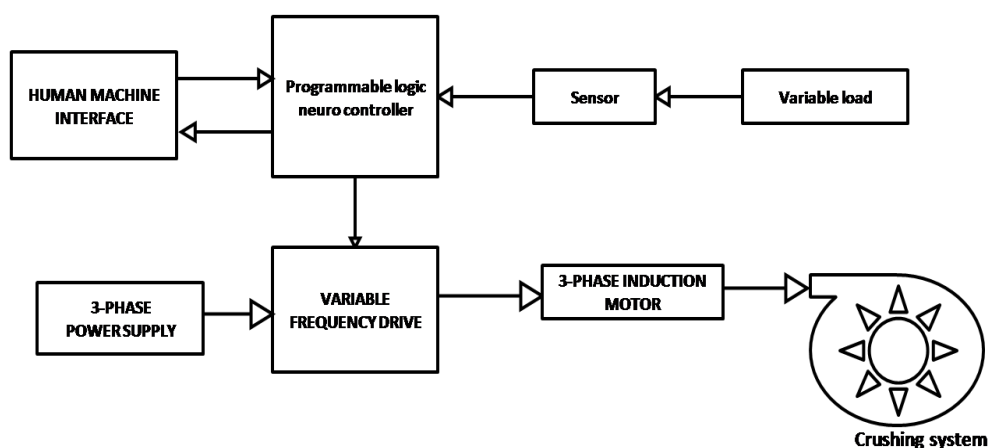 HUMAN MACHINE
INTERFACE
Programmable logic
neuro controller
Sensor
Variable load
3-PHASE
POWER SUPPLY
VARIABLE
FREQUENCY DRIVE
3-PHASE INDUCTION
MOTOR
Crushing system